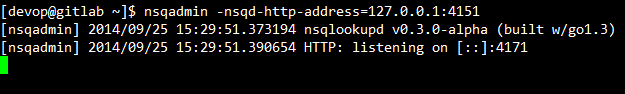 [devop@gitlab ~]$ nsqadmin -nsqd-http-address=127.0.0.1:4151
[nsqadmin] 2014/09/25 15:29:51.373194 nsqlookupd v0.3.0-alpha (built w/go1.3)
[nsqadmin] 2014/09/25 15:29:51.390654 HTTP: listening on [::]:4171